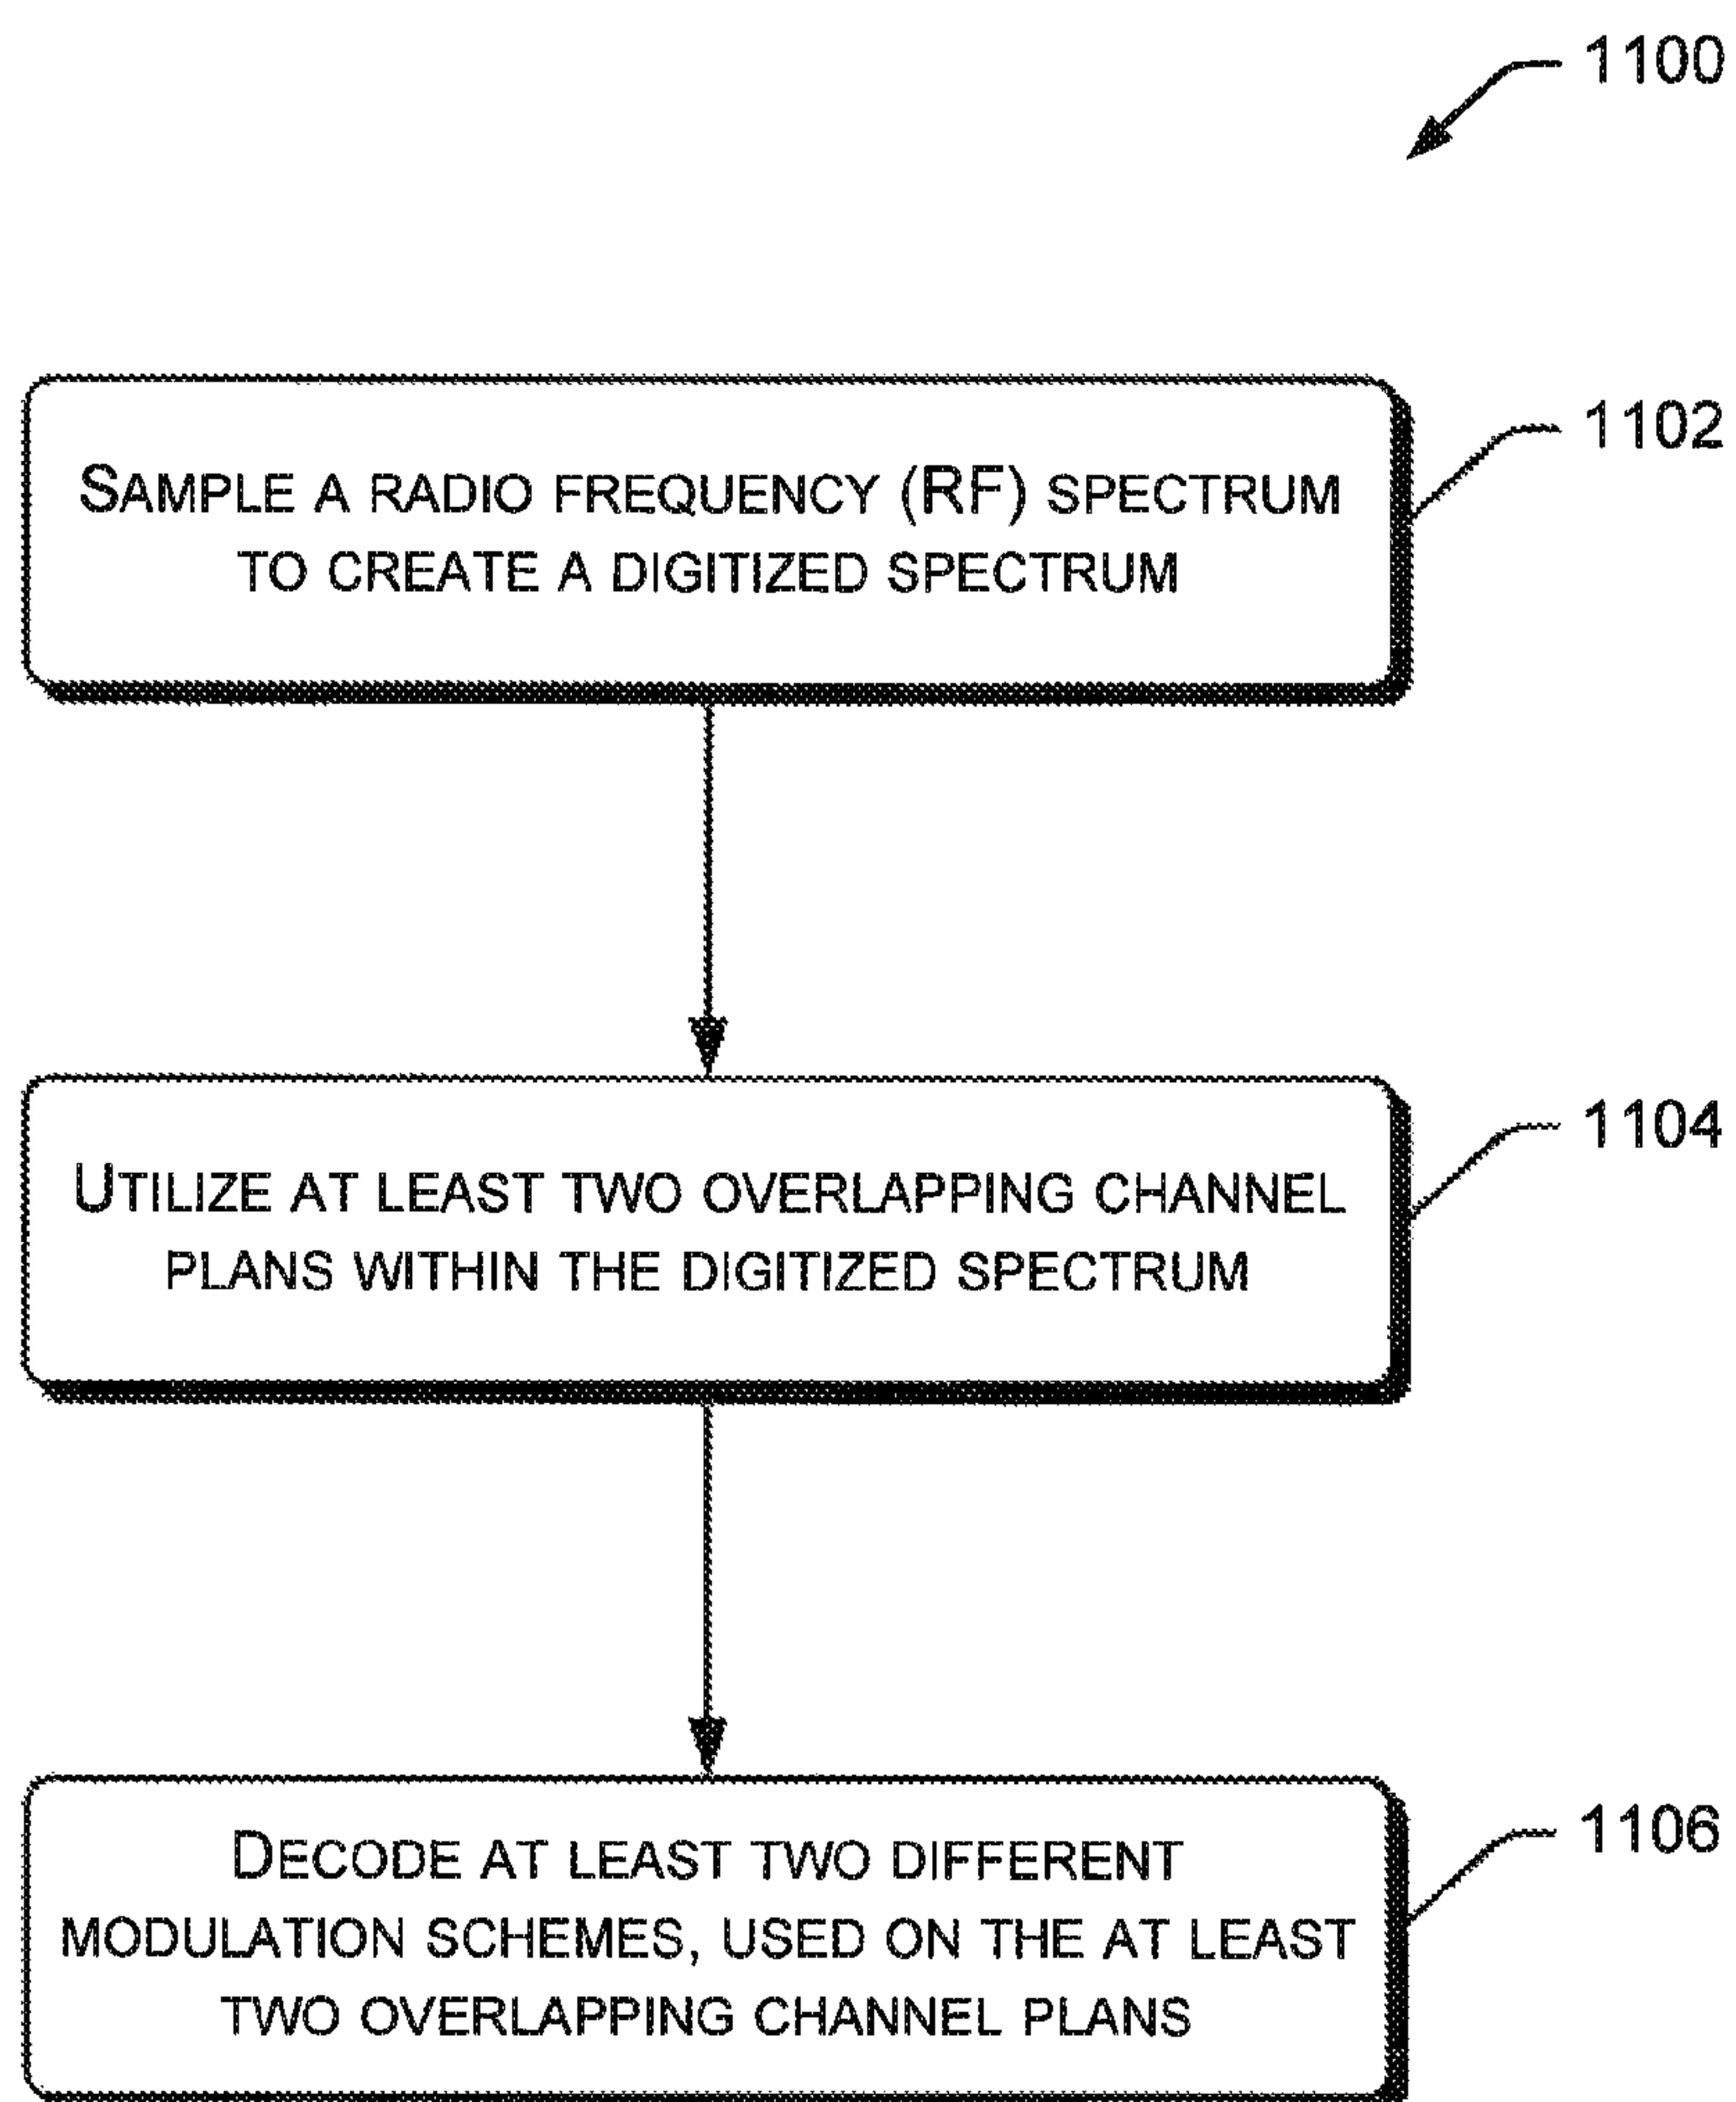 1100
1102
SAMPLE A RADIO FREQUENCY (RF) SPECTRUM
TO CREATE A DIGITIZED SPECTRUM
1104
UTILIZE AT LEAST TWO OVERLAPPING CHANNEL
PLANS WITHIN THE DIGITIZED SPECTRUM
1106
DECODE AT LEAST TWO DIFFERENT
MODULATION SCHEMES, USED ON THE AT LEAST
TWO OVERLAPPING CHANNEL PLANS